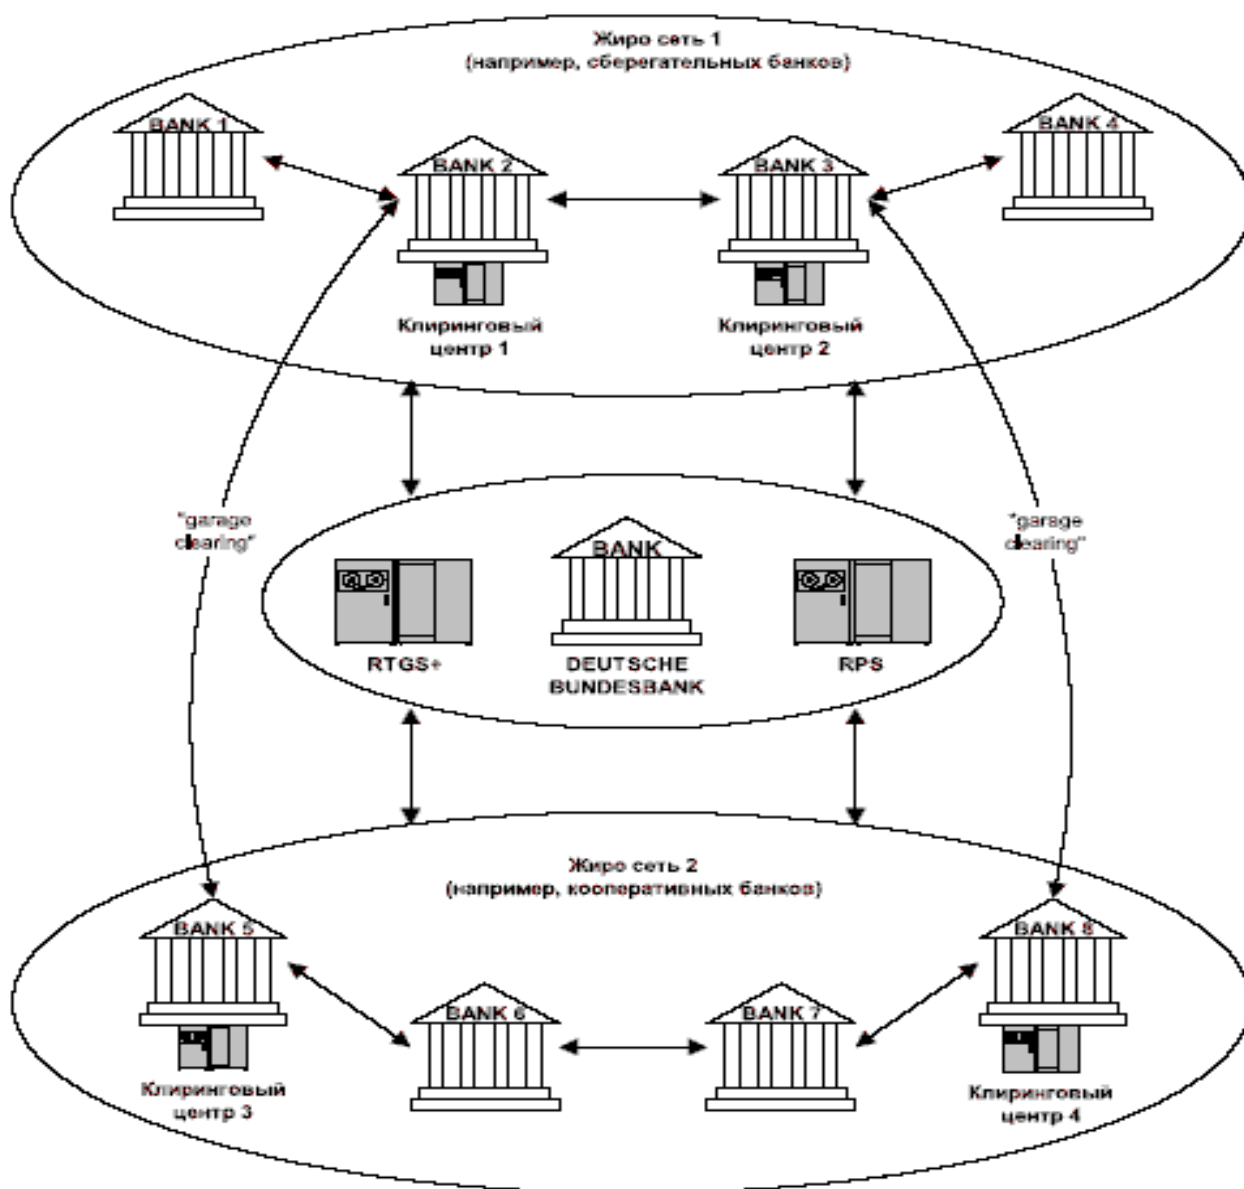 Жиро сеть 1
(например, сберегательных банков)
BANK 1
BANK 4
BANK 2
BANK 3
Клиринговый
центр 1
Клиринговый
центр 2
"garage
clearing"
"garage
clearing"
BANK
RTGS+
DEUTSCHE
BUNDESBANK
RPS
Жиро сеть 2
(например, кооперативных банков)
BANK 5
BANK 8
BANK 6
BANK 7
Клиринговый
центр 3
Клиринговый
центр 4